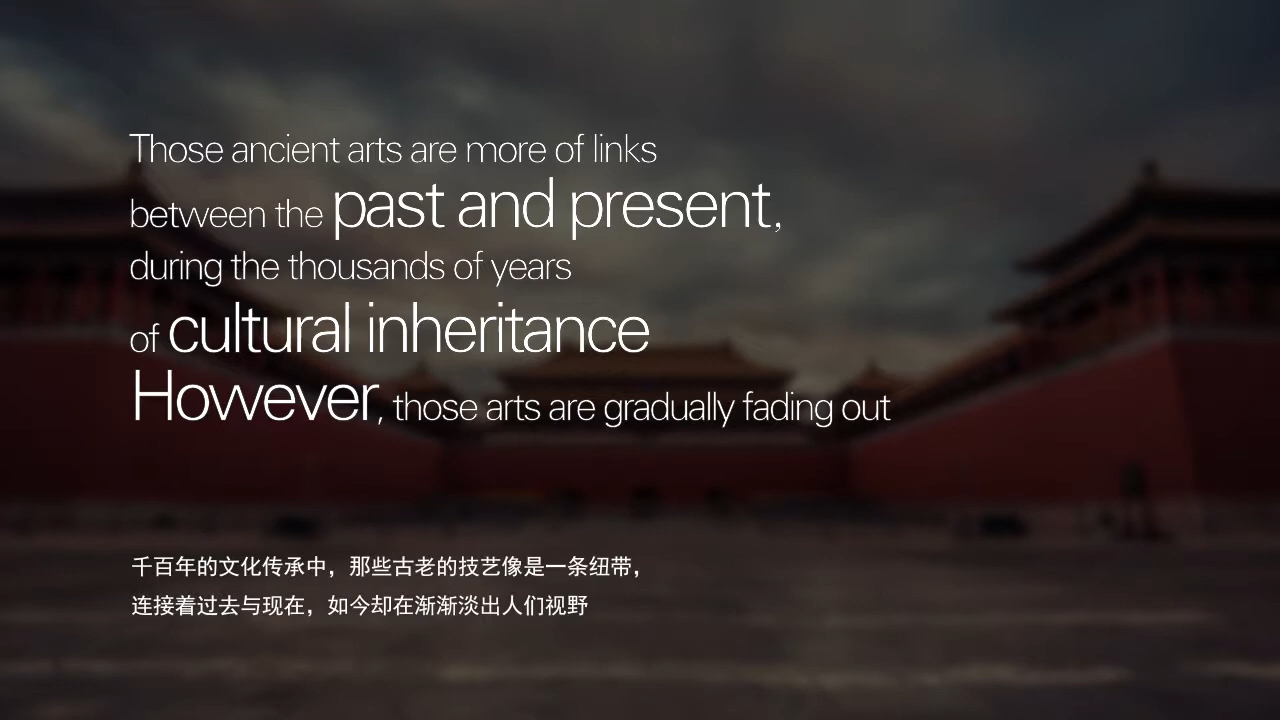 Those ancient arts are more of links
between the past and present,
during the thousands of years
of cultural inheritance
However, those arts are gradually fading out
千百年的文化传承中，那些古老的技艺像是一条纽带，
连接着过去与现在，如今却在渐渐淡出人们视野